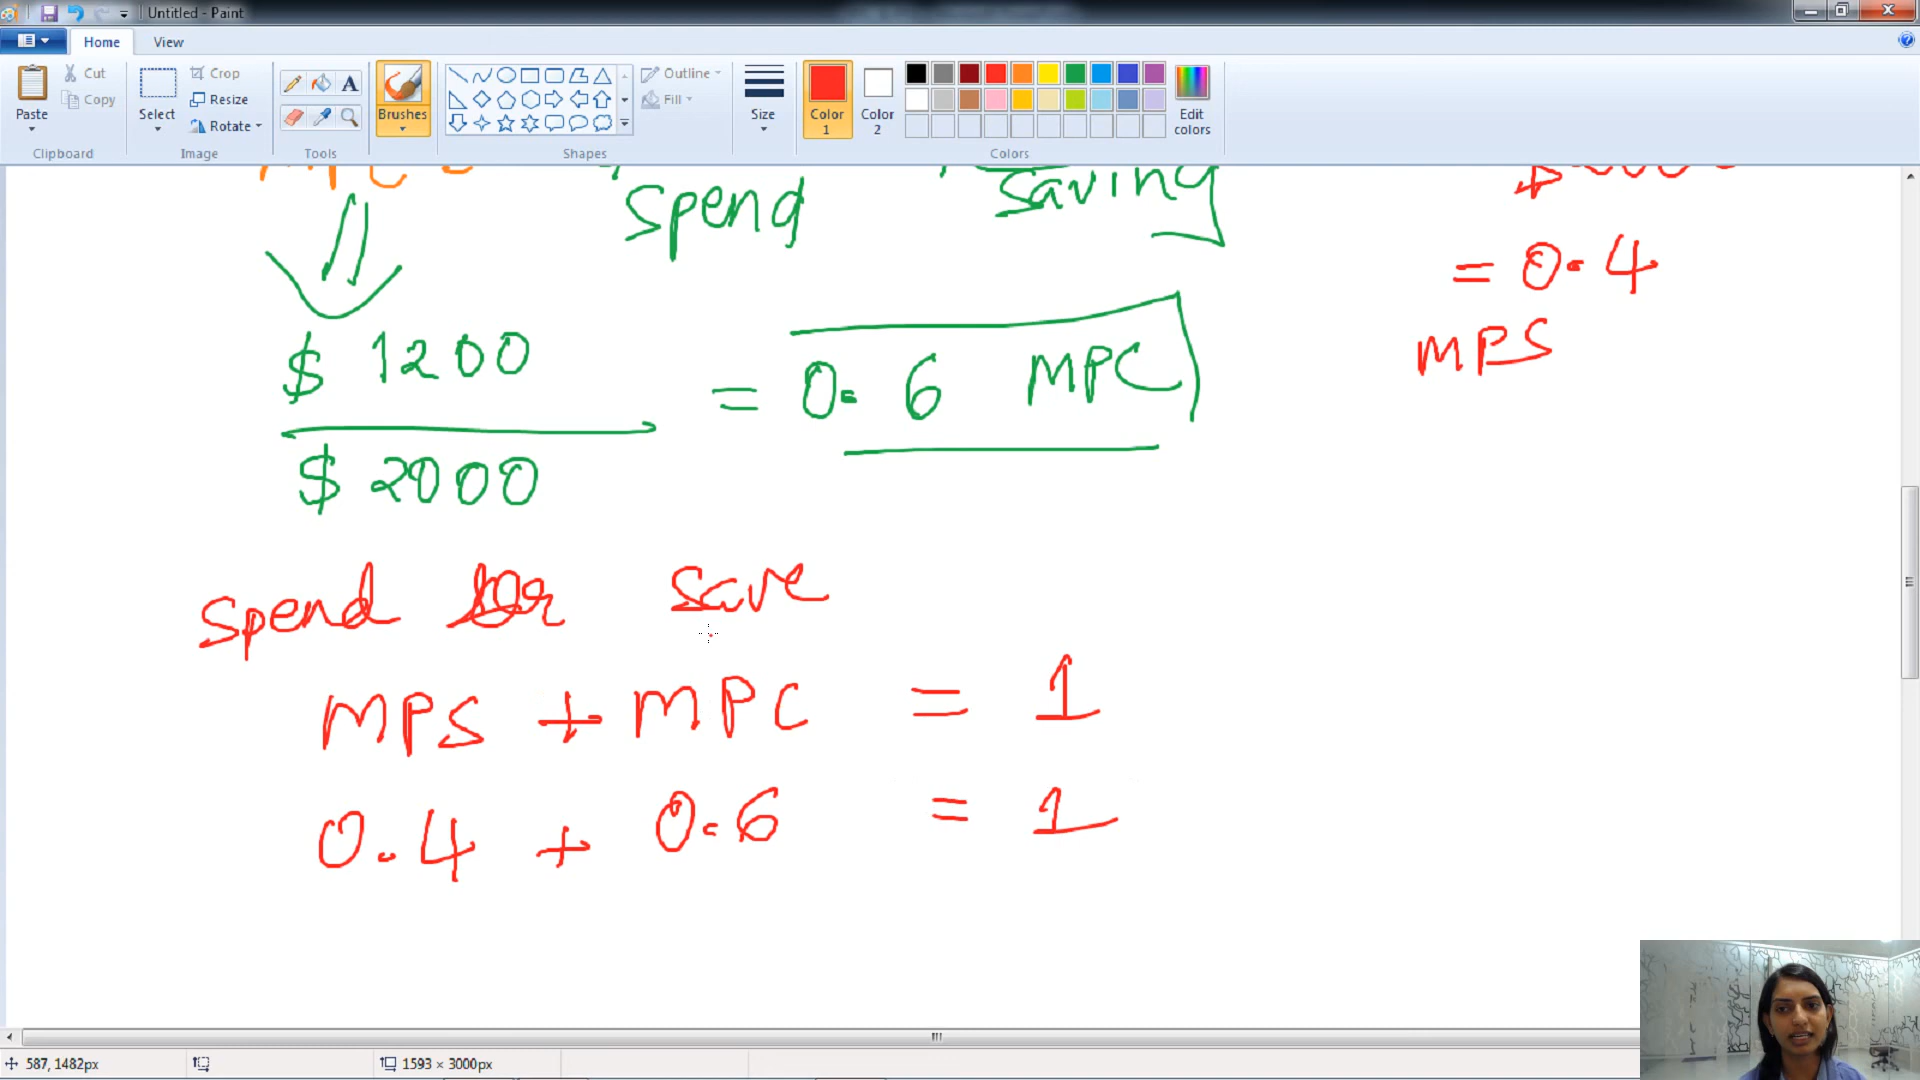 Untitled - Paint
Home View
Cut
Copy
Paste
Clipboard
Select
Crop
Resize
Rotate
Image
Tools
Brushes
Shapes
Outline
Fill
Size
Color 1
Color 2
Edit colors
Colors
spend
saving
= 0.4
MPS
$ 1200
$ 2000
= 0.6 MPC
spend or save
MPS + MPC = 1
0.4 + 0.6 = 1
587, 1482px
1593 × 3000px